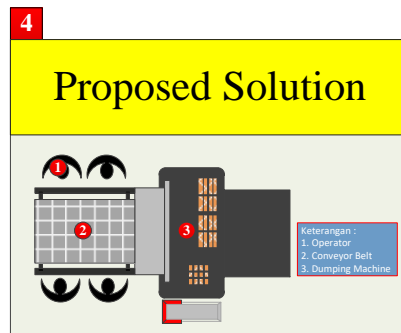 4
Proposed Solution
1
2
3
Keterangan :
1. Operator
2. Conveyor Belt
3. Dumping Machine